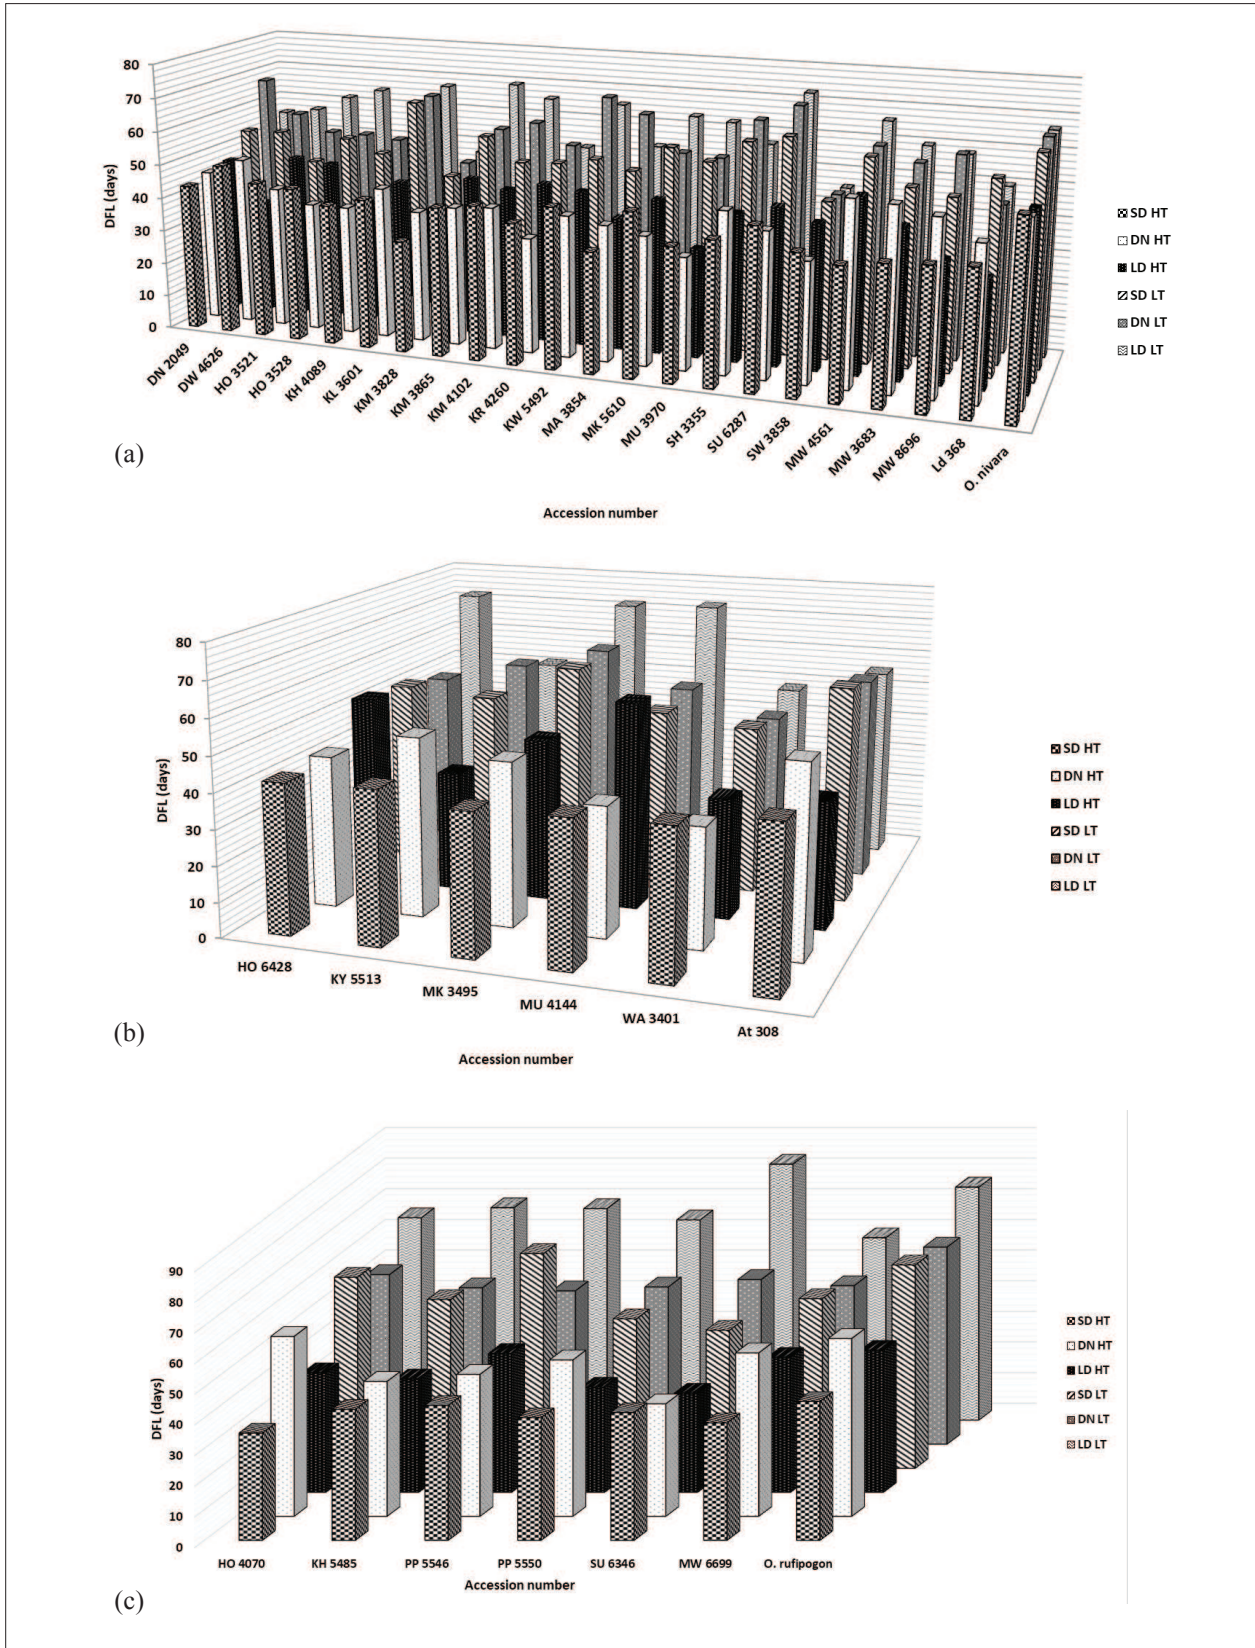 80
70
60
50
40
30
20
10
0
DFL (days)
DN 2049
DW 4626
HO 3521
HO 3528
KH 4089
KL 3601
KM 3828
KM 3865
KM 4102
KR 4260
KW 5492
MA 3854
MK 5610
MU 3970
SH 3355
SU 6287
SW 3858
MW 4561
MW 3683
MW 8696
Ld 368
O. nivara
SD HT
DN HT
LD HT
SD LT
DN LT
LD LT
(a)
Accession number
80
70
60
50
40
30
20
10
0
DFL (days)
HO 6428
KY 5513
MK 3495
MU 4144
WA 3401
At 308
SD HT
DN HT
LD HT
SD LT
DN LT
LD LT
(b)
Accession number
90
80
70
60
50
40
30
20
10
0
DFL (days)
HO 4070
KH 5485
PP 5546
PP 5550
SU 6346
MW 6699
O. rufipogon
SD HT
DN HT
LD HT
SD LT
DN LT
LD LT
Accession number
(c)